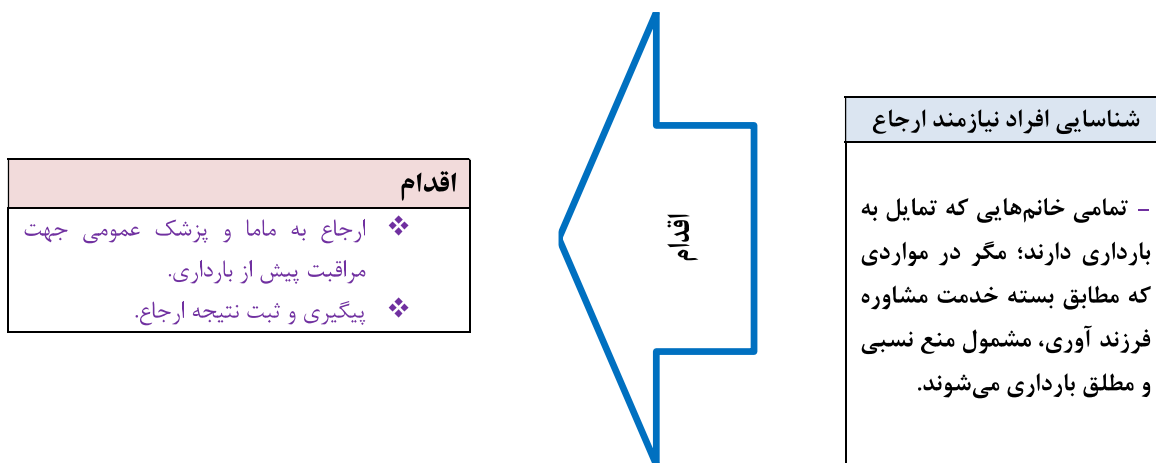 شناسایی افراد نیازمند ارجاع
- تمامی خانم‌هایی که تمایل به
بارداری دارند؛ مگر در مواردی
که مطابق بسته خدمت مشاوره
فرزند آوری، مشمول منع نسبی
و مطلق بارداری می‌شوند.
اقدام
اقدام
❖ ارجاع به ماما و پزشک عمومی جهت
مراقبت پیش از بارداری.
❖ پیگیری و ثبت نتیجه ارجاع.